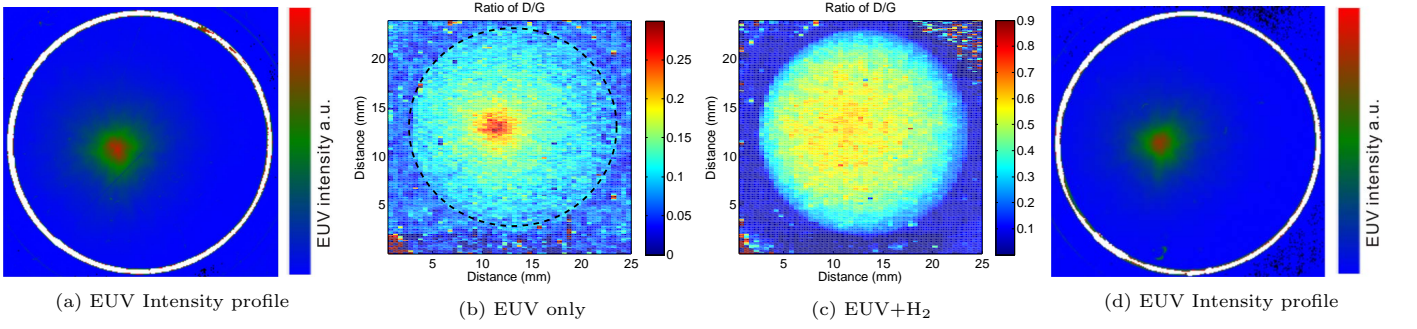 EUV intensity a.u.
(a) EUV Intensity profile
Ratio of D/G
Distance (mm)
20
15
10
5
5 10 15 20 25
Distance (mm)
0.25
0.2
0.15
0.1
0.05
0
(b) EUV only
Ratio of D/G
Distance (mm)
20
15
10
5
5 10 15 20 25
Distance (mm)
0.9
0.8
0.7
0.6
0.5
0.4
0.3
0.2
0.1
(c) EUV+H₂
EUV intensity a.u.
(d) EUV Intensity profile